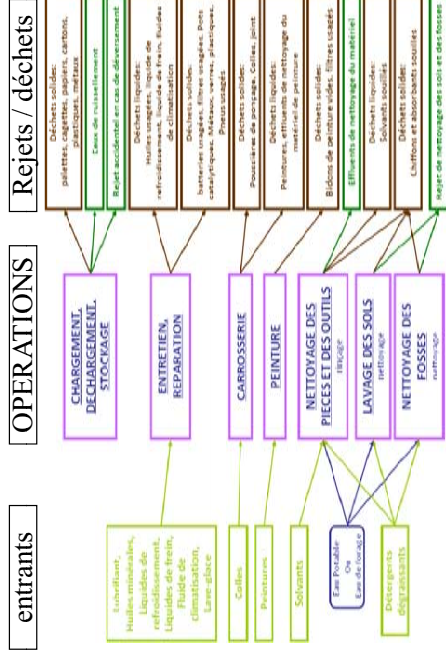 entrants
OPERATIONS
Rejets / déchets
Lubrifiant,
Huiles minérales,
Liquides de
refroidissement,
Liquides de frein,
Fluide de
climatisation,
Lave-glace
Colles
Peintures
Solvants
Eau Potable
Ou
Eau de forage
Détergents
dégraissants
CHARGEMENT,
DECHARGEMENT,
STOCKAGE
ENTRETIEN,
REPARATION
CARROSSERIE
PEINTURE
NETTOYAGE DES
PIECES ET DES OUTILS
rinçage
LAVAGE DES SOLS
nettoyage
NETTOYAGE DES
FOSSES
nettoyage
Déchets solides:
palettes, cagettes, papiers, cartons,
plastiques, métaux
Eaux de ruissellement
Rejet accidentel en cas de déversement
Déchets liquides:
Huiles usagées, liquide de
refroidissement, liquide de frein, fluides
de climatisation
Déchets solides:
batteries usagées, filtres usagées, Pots
catalytiques, Métaux, verres, plastiques,
Pneus usagés
Déchets solides:
Poussières de ponçage, Colles, joint
Déchets liquides:
Peintures, effluents de nettoyage du
matériel de peinture
Déchets solides:
Bidons de peinture vides, filtres usagés
Effluents de nettoyage du matériel
Déchets liquides:
Solvants souillés
Déchets solides:
Chiffons et absorbants souillés
Rejet de nettoyage des sols et des fosses